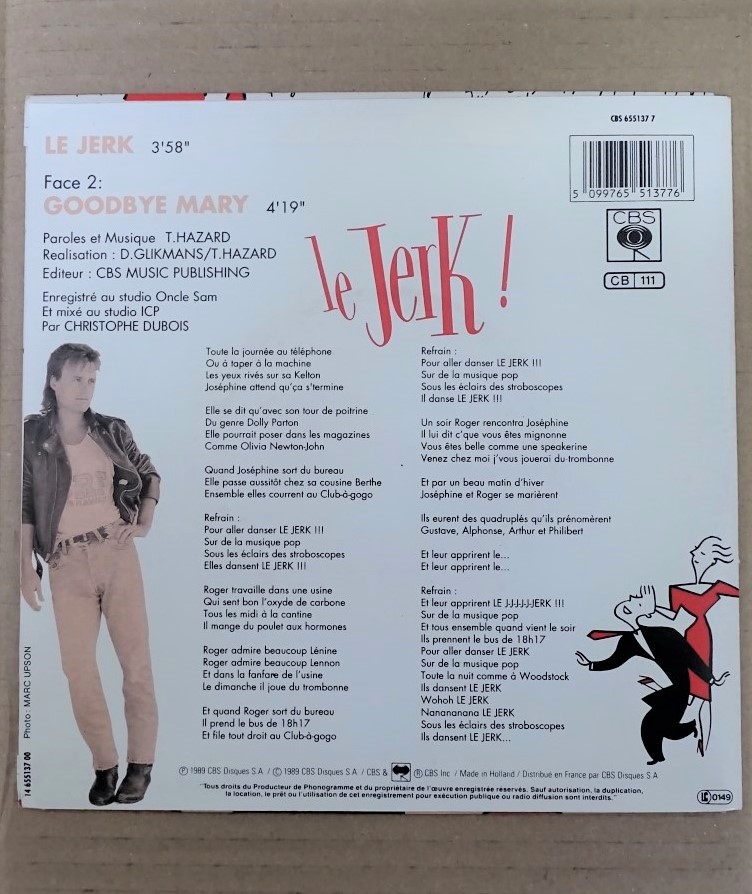 CBS 655137 7
LE JERK 3'58"
5 099765 513776
Face 2:
GOODBYE MARY 4'19"
CBS
CB 111
Paroles et Musique T.HAZARD
Realisation : D.GLIKMANS/T.HAZARD
Editeur : CBS MUSIC PUBLISHING
Enregistré au studio Oncle Sam
Et mixé au studio ICP
Par CHRISTOPHE DUBOIS
le Jerk !
Toute la journée au téléphone
Ou à taper à la machine
Les yeux rivés sur sa Kelton
Joséphine attend qu'ça s'termine
Elle se dit qu'avec son tour de poitrine
Du genre Dolly Parton
Elle pourrait poser dans les magazines
Comme Olivia Newton-John
Quand Joséphine sort du bureau
Elle passe aussitôt chez sa cousine Berthe
Ensemble elles courrent au Club-à-gogo
Refrain :
Pour aller danser LE JERK !!!
Sur de la musique pop
Sous les éclairs des stroboscopes
Elles dansent LE JERK !!!
Roger travaille dans une usine
Qui sent bon l'oxyde de carbone
Tous les midi à la cantine
Il mange du poulet aux hormones
Roger admire beaucoup Lénine
Roger admire beaucoup Lennon
Et dans la fanfare de l'usine
Le dimanche il joue du trombonne
Et quand Roger sort du bureau
Il prend le bus de 18h17
Et file tout droit au Club-à-gogo
Refrain :
Pour aller danser LE JERK !!!
Sur de la musique pop
Sous les éclairs des stroboscopes
Il danse LE JERK !!!
Un soir Roger rencontra Joséphine
Il lui dit c'que vous êtes mignonne
Vous êtes belle comme une speakerine
Venez chez moi j'vous jouerai du trombonne
Et par un beau matin d'hiver
Joséphine et Roger se marièrent
Ils eurent des quadruplés qu'ils prénomèrent
Gustave, Alphonse, Arthur et Philibert
Et leur apprirent le...
Et leur apprirent le...
Refrain :
Et leur apprirent LE J-J-J-J-JERK !!!
Sur de la musique pop
Et tous ensemble quand vient le soir
Ils prennent le bus de 18h17
Pour aller danser LE JERK
Sur de la musique pop
Toute la nuit comme à Woodstock
Ils dansent LE JERK
Wohoh LE JERK
Nanananana LE JERK
Sous les éclairs des stroboscopes
Ils dansent LE JERK...
14 655137 00 Photo : MARC UPSON
Ⓟ 1989 CBS Disques S.A. / © 1989 CBS Disques S.A. / CBS & ® CBS Inc. / Made in Holland / Distribué en France par CBS Disques S.A.
"Tous droits du Producteur de Phonogramme et du propriétaire de l'œuvre enregistrée réservés. Sauf autorisation, la duplication,
la location, le prêt ou l'utilisation de cet enregistrement pour exécution publique ou radio diffusion sont interdits."
LC 0149